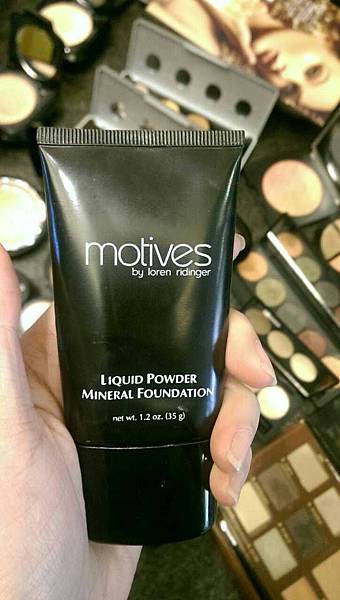 motives
by loren ridinger
LIQUID POWDER
MINERAL FOUNDATION
net wt. 1.2 oz. (35 g)